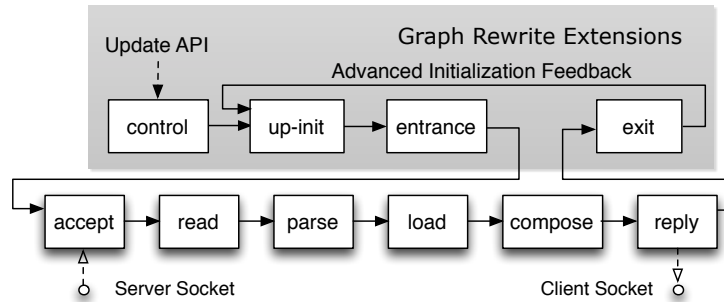 Graph Rewrite Extensions
Update API
Advanced Initialization Feedback
control
up-init
entrance
exit
accept
read
parse
load
compose
reply
Server Socket
Client Socket